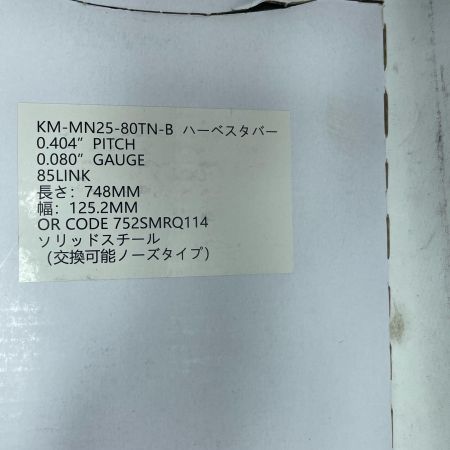 KM-MN25-80TN-B ハーベスタバー
0.404" PITCH
0.080" GAUGE
85LINK
長さ: 748MM
幅: 125.2MM
OR CODE 752SMRQ114
ソリッドスチール
（交換可能ノーズタイプ）